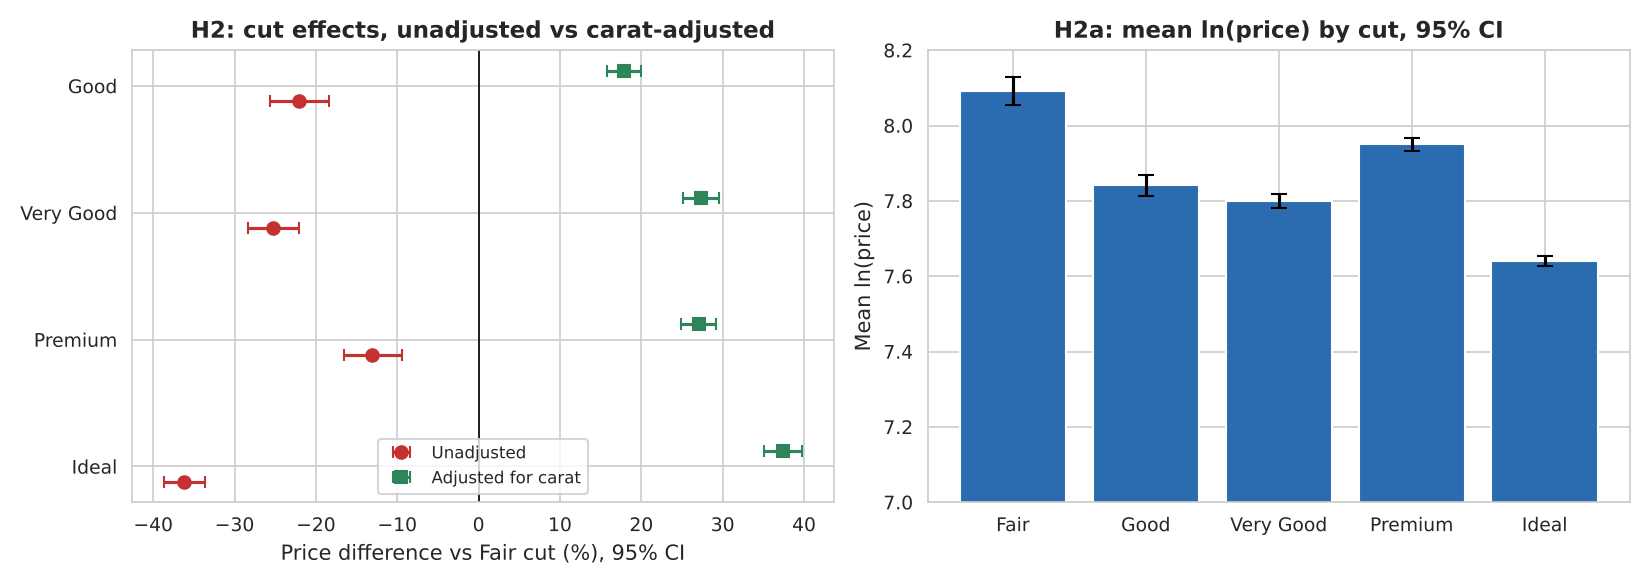 H2: cut effects, unadjusted vs carat-adjusted
Good
Very Good
Premium
Ideal
Unadjusted
Adjusted for carat
−40 −30 −20 −10 0 10 20 30 40
Price difference vs Fair cut (%), 95% CI
H2a: mean ln(price) by cut, 95% CI
Mean ln(price)
8.2
8.0
7.8
7.6
7.4
7.2
7.0
Fair Good Very Good Premium Ideal